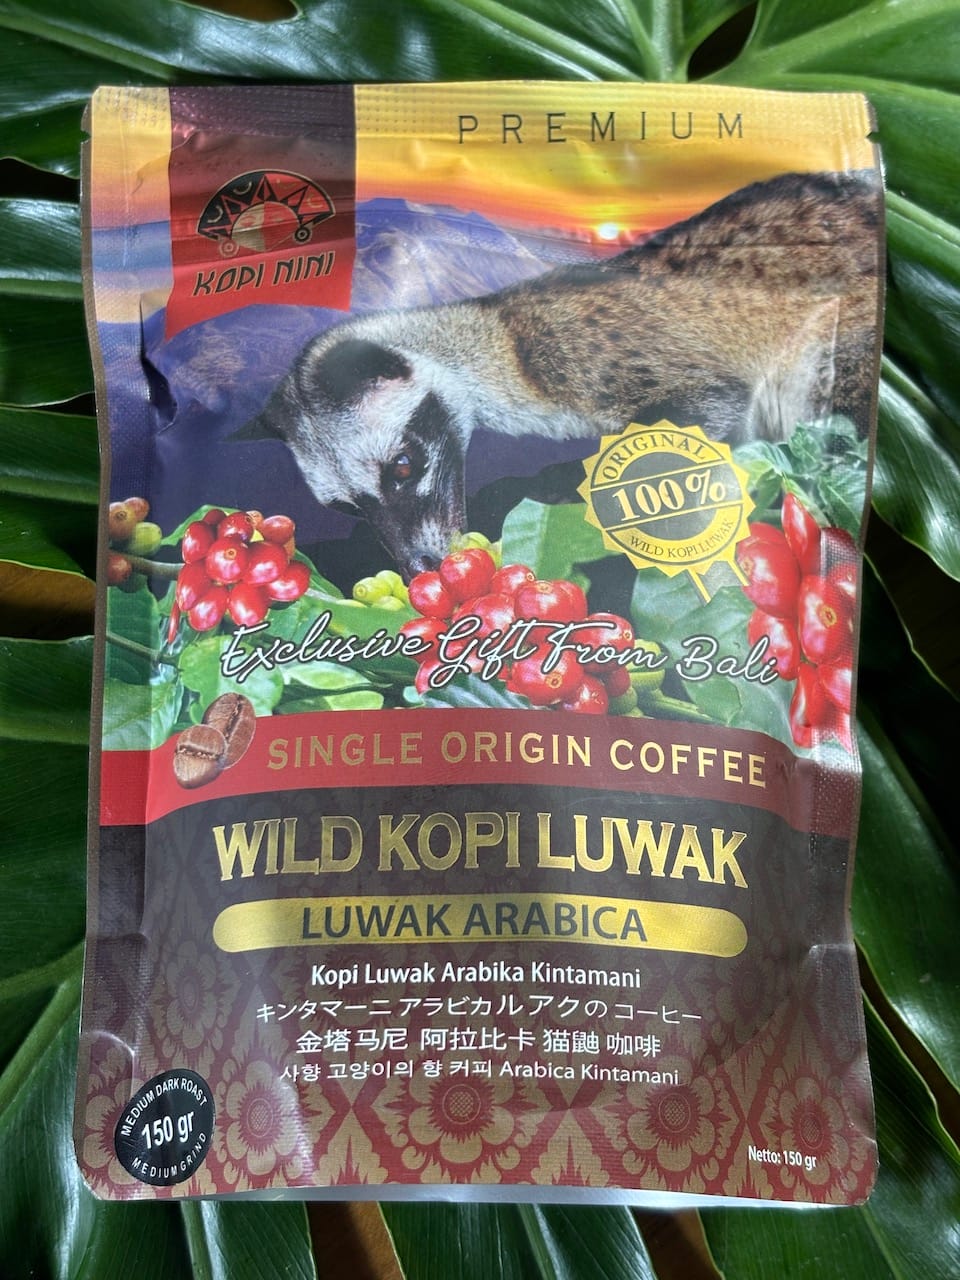 PREMIUM
KOPI NINI
ORIGINAL
100%
WILD KOPI LUWAK
Exclusive Gift From Bali
SINGLE ORIGIN COFFEE
WILD KOPI LUWAK
LUWAK ARABICA
Kopi Luwak Arabika Kintamani
キンタマーニ アラビカル アクの コーヒー
金塔马尼 阿拉比卡 猫鼬 咖啡
사향 고양이의 향 커피 Arabica Kintamani
MEDIUM DARK ROAST
150 gr
MEDIUM GRIND
Netto: 150 gr